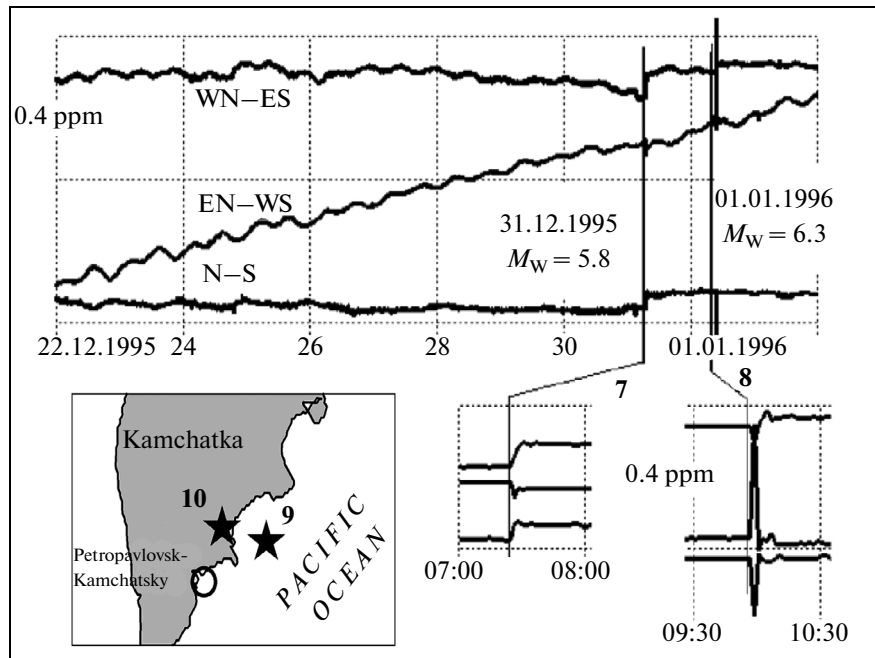 WN–ES
0.4 ppm
EN–WS
N–S
31.12.1995
M_W = 5.8
01.01.1996
M_W = 6.3
22.12.1995 24 26 28 30 01.01.1996
7 8
Kamchatka
10
9
Petropavlovsk-
Kamchatsky
PACIFIC
OCEAN
0.4 ppm
07:00 08:00
09:30 10:30